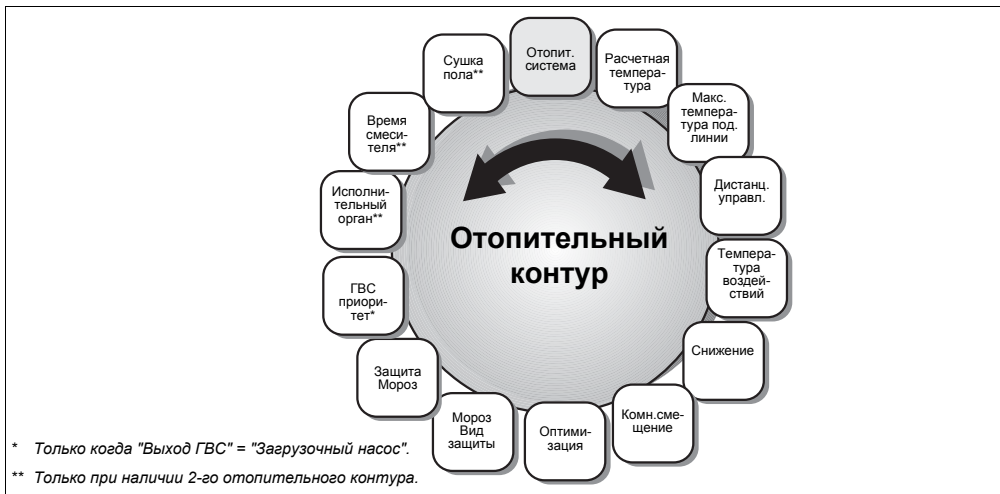 Отопит.
система
Расчетная
темпера-
тура
Макс.
темпера-
тура под.
линии
Дистанц.
управл.
Темпера-
тура
воздей-
ствий
Снижение
Комн.сме-
щение
Оптими-
зация
Мороз
Вид
защиты
Защита
Мороз
ГВС
приори-
тет*
Исполни-
тельный
орган**
Время
смеси-
теля**
Сушка
пола**
Отопительный
контур
* Только когда "Выход ГВС" = "Загрузочный насос".
** Только при наличии 2-го отопительного контура.